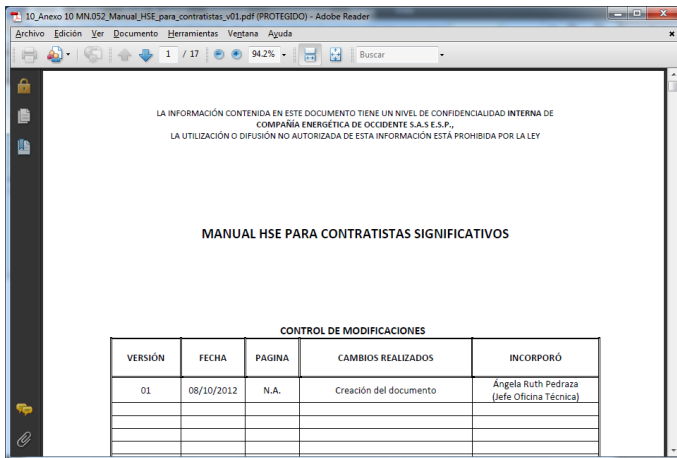 10_Anexo 10 MN.052_Manual_HSE_para_contratistas_v01.pdf (PROTEGIDO) - Adobe Reader
Archivo Edición Ver Documento Herramientas Ventana Ayuda
1 / 17 94.2% Buscar
LA INFORMACIÓN CONTENIDA EN ESTE DOCUMENTO TIENE UN NIVEL DE CONFIDENCIALIDAD INTERNA DE
COMPAÑÍA ENERGÉTICA DE OCCIDENTE S.A.S E.S.P.,
LA UTILIZACIÓN O DIFUSIÓN NO AUTORIZADA DE ESTA INFORMACIÓN ESTÁ PROHIBIDA POR LA LEY
MANUAL HSE PARA CONTRATISTAS SIGNIFICATIVOS
CONTROL DE MODIFICACIONES
VERSIÓN FECHA PAGINA CAMBIOS REALIZADOS INCORPORÓ
01 08/10/2012 N.A. Creación del documento Ángela Ruth Pedraza
(Jefe Oficina Técnica)